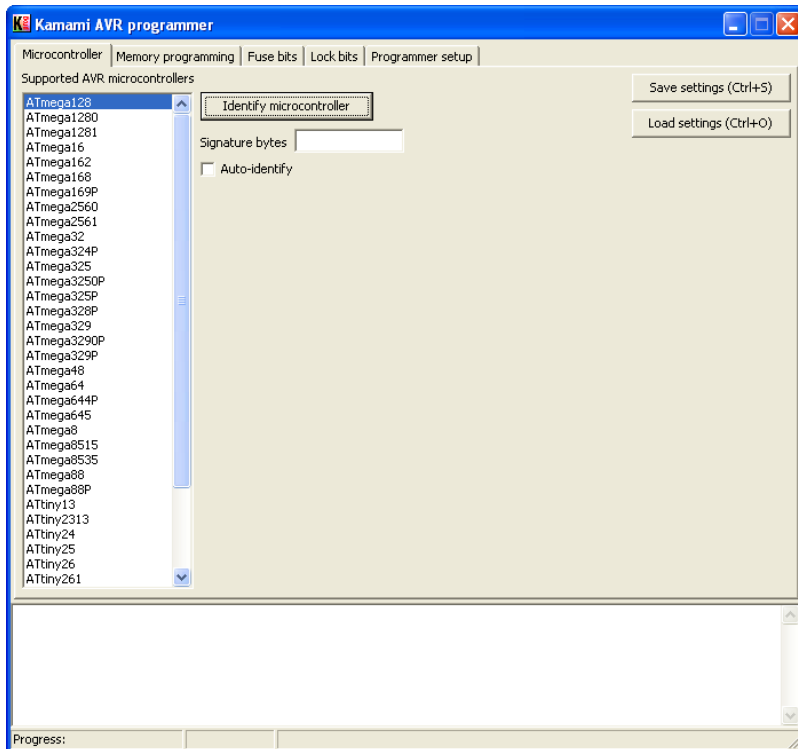 Kamami AVR programmer
Microcontroller
Memory programming
Fuse bits
Lock bits
Programmer setup
Supported AVR microcontrollers
ATmega128
ATmega1280
ATmega1281
ATmega16
ATmega162
ATmega168
ATmega169P
ATmega2560
ATmega2561
ATmega32
ATmega324P
ATmega325
ATmega3250P
ATmega325P
ATmega328P
ATmega329
ATmega3290P
ATmega329P
ATmega48
ATmega64
ATmega644P
ATmega645
ATmega8
ATmega8515
ATmega8535
ATmega88
ATmega88P
ATtiny13
ATtiny2313
ATtiny24
ATtiny25
ATtiny26
ATtiny261
Identify microcontroller
Signature bytes
Auto-identify
Save settings (Ctrl+S)
Load settings (Ctrl+O)
Progress: